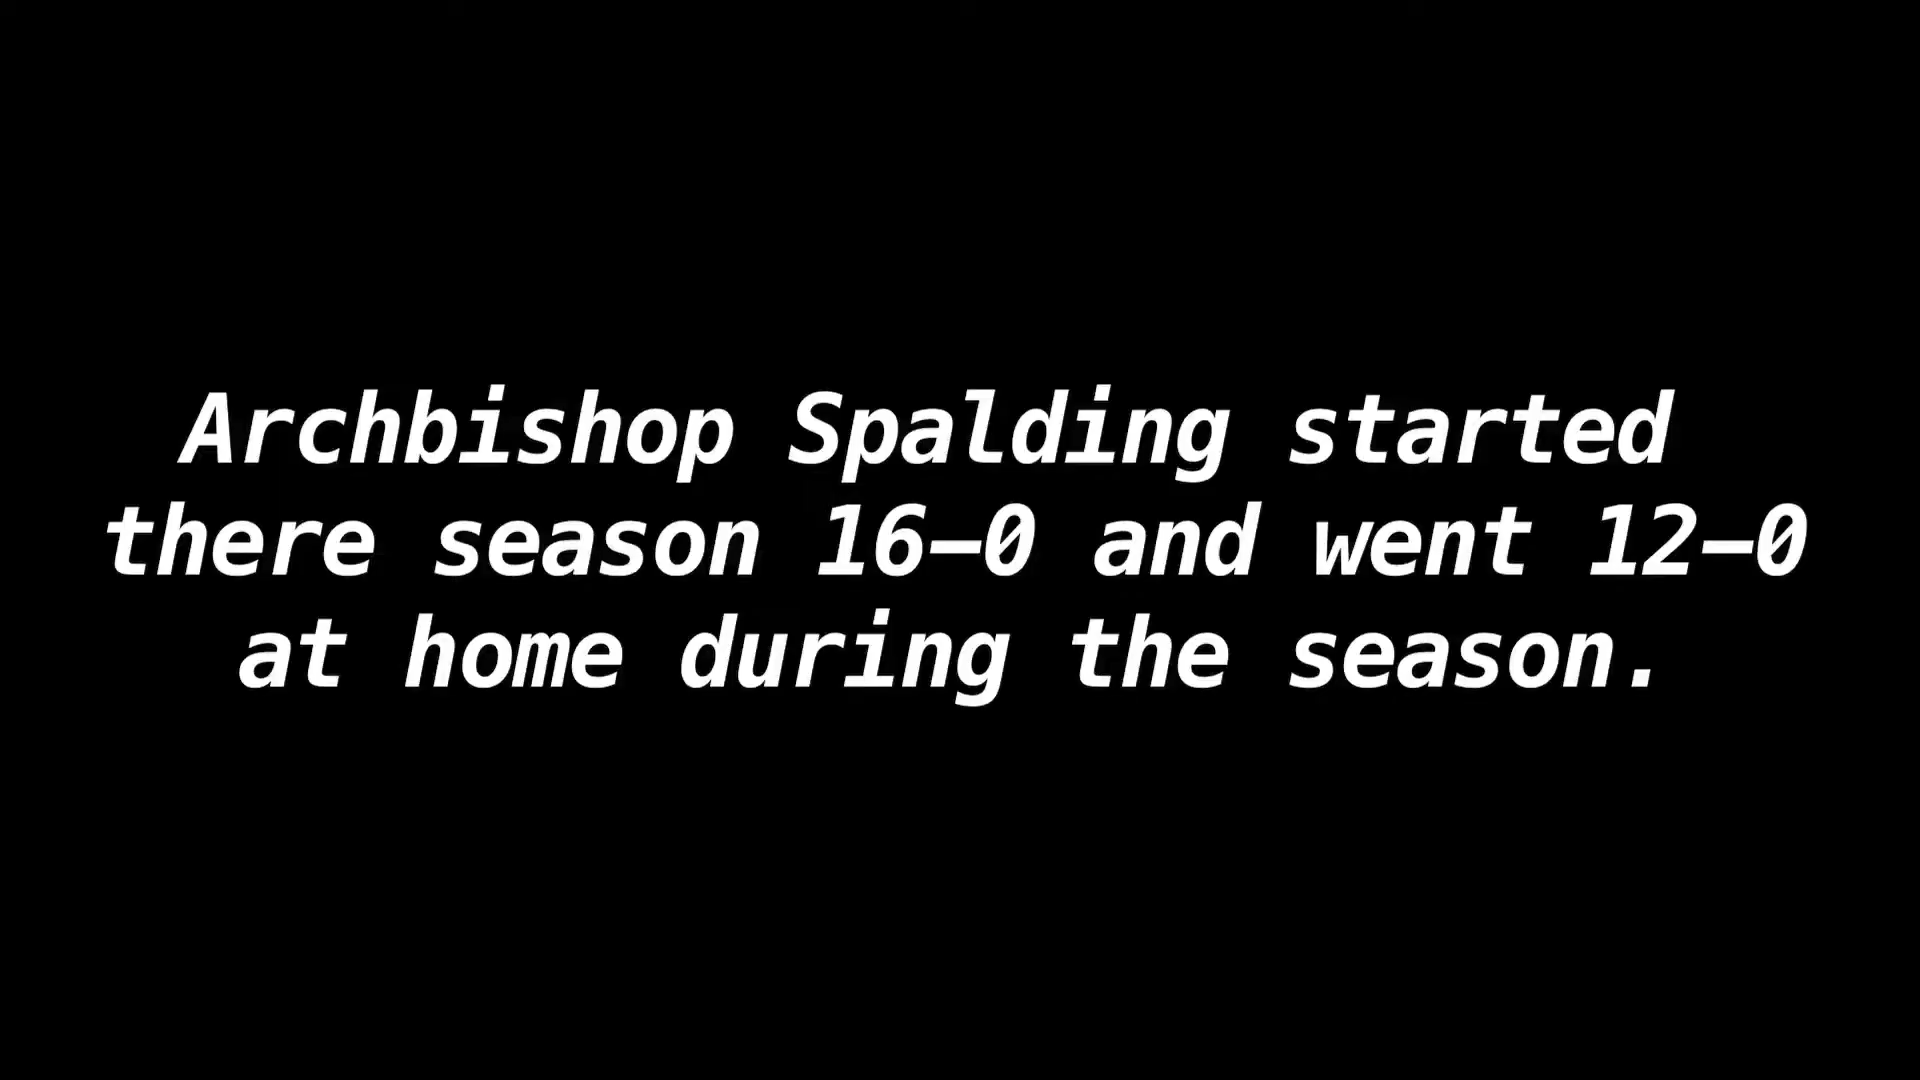 Archbishop Spalding started
there season 16-0 and went 12-0
at home during the season.